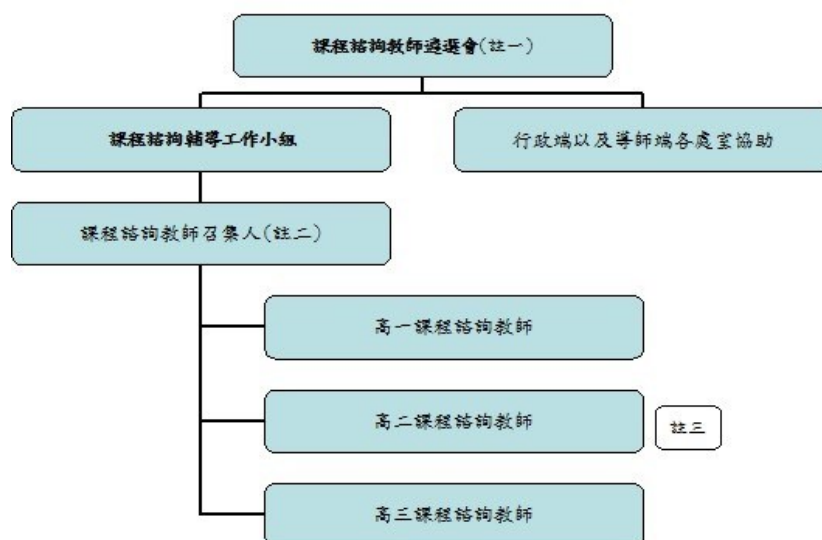 課程諮詢教師遴選會(註一)
課程諮詢輔導工作小組
行政端以及導師端各處室協助
課程諮詢教師召集人(註二)
高一課程諮詢教師
高二課程諮詢教師
註三
高三課程諮詢教師